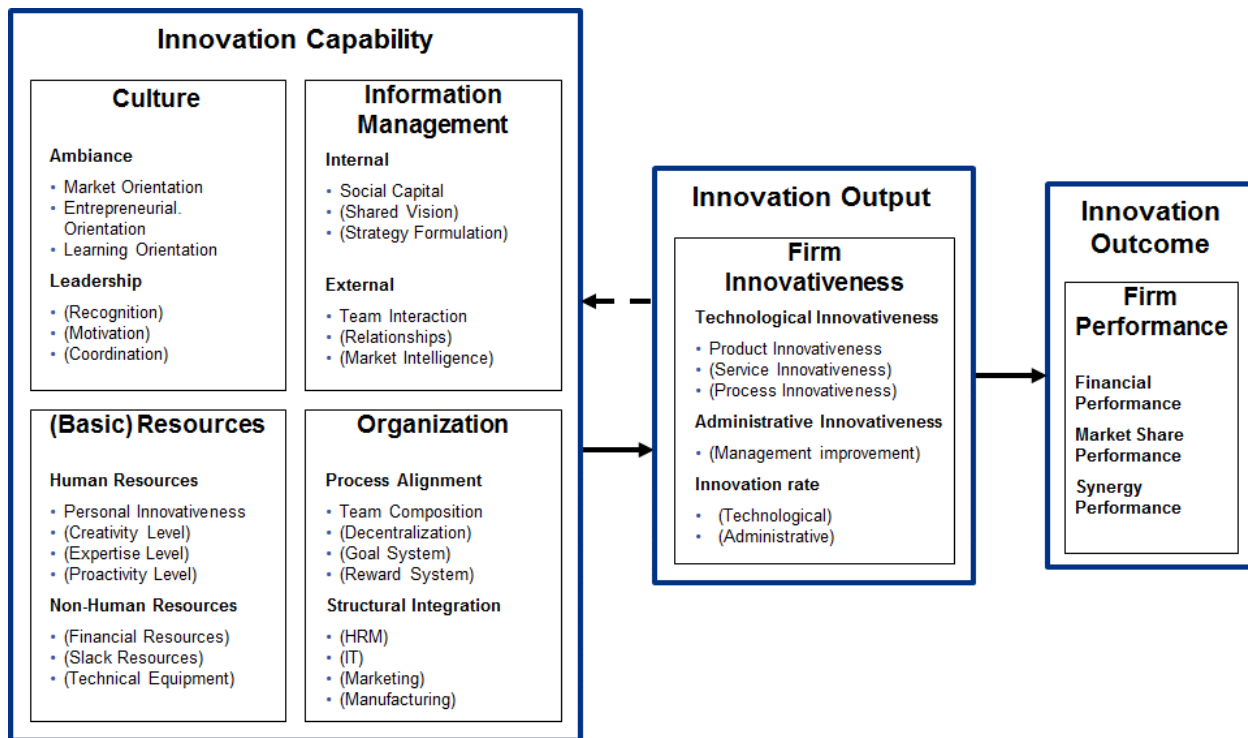 Innovation Capability
Culture
Ambiance
• Market Orientation
• Entrepreneurial.
Orientation
• Learning Orientation
Leadership
• (Recognition)
• (Motivation)
• (Coordination)
Information
Management
Internal
• Social Capital
• (Shared Vision)
• (Strategy Formulation)
External
• Team Interaction
• (Relationships)
• (Market Intelligence)
(Basic) Resources
Human Resources
• Personal Innovativeness
• (Creativity Level)
• (Expertise Level)
• (Proactivity Level)
Non-Human Resources
• (Financial Resources)
• (Slack Resources)
• (Technical Equipment)
Organization
Process Alignment
• Team Composition
• (Decentralization)
• (Goal System)
• (Reward System)
Structural Integration
• (HRM)
• (IT)
• (Marketing)
• (Manufacturing)
Innovation Output
Firm
Innovativeness
Technological Innovativeness
• Product Innovativeness
• (Service Innovativeness)
• (Process Innovativeness)
Administrative Innovativeness
• (Management improvement)
Innovation rate
• (Technological)
• (Administrative)
Innovation
Outcome
Firm
Performance
Financial
Performance
Market Share
Performance
Synergy
Performance